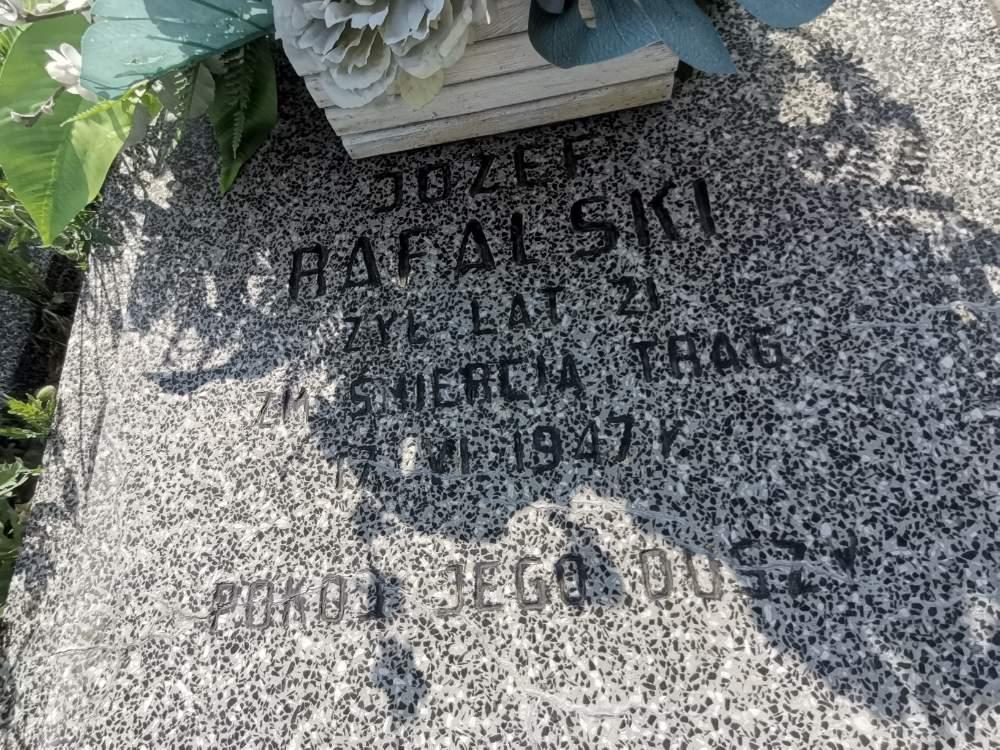 JÓZEF
RAFALSKI
ŻYŁ LAT 21
ZM ŚMIERCIĄ TRAG
17 VI 1947 R
POKÓJ JEGO DUSZY